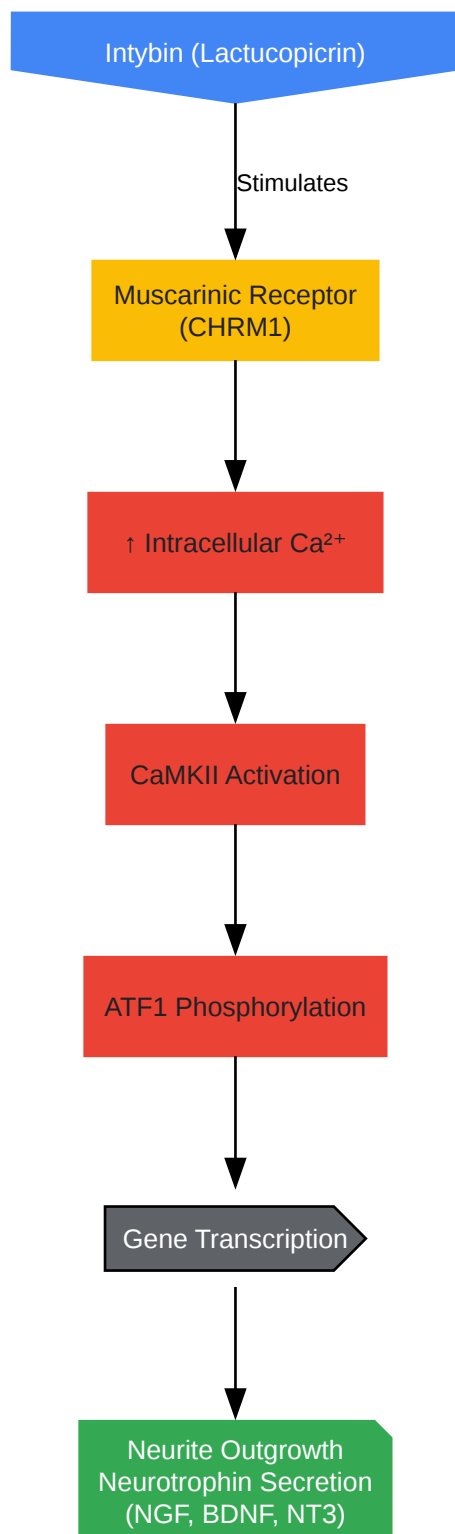 Intybin (Lactucopicrin)
Stimulates
Muscarinic Receptor
(CHRM1)
↑ Intracellular Ca²⁺
CaMKII Activation
ATF1 Phosphorylation
Gene Transcription
Neurite Outgrowth
Neurotrophin Secretion
(NGF, BDNF, NT3)